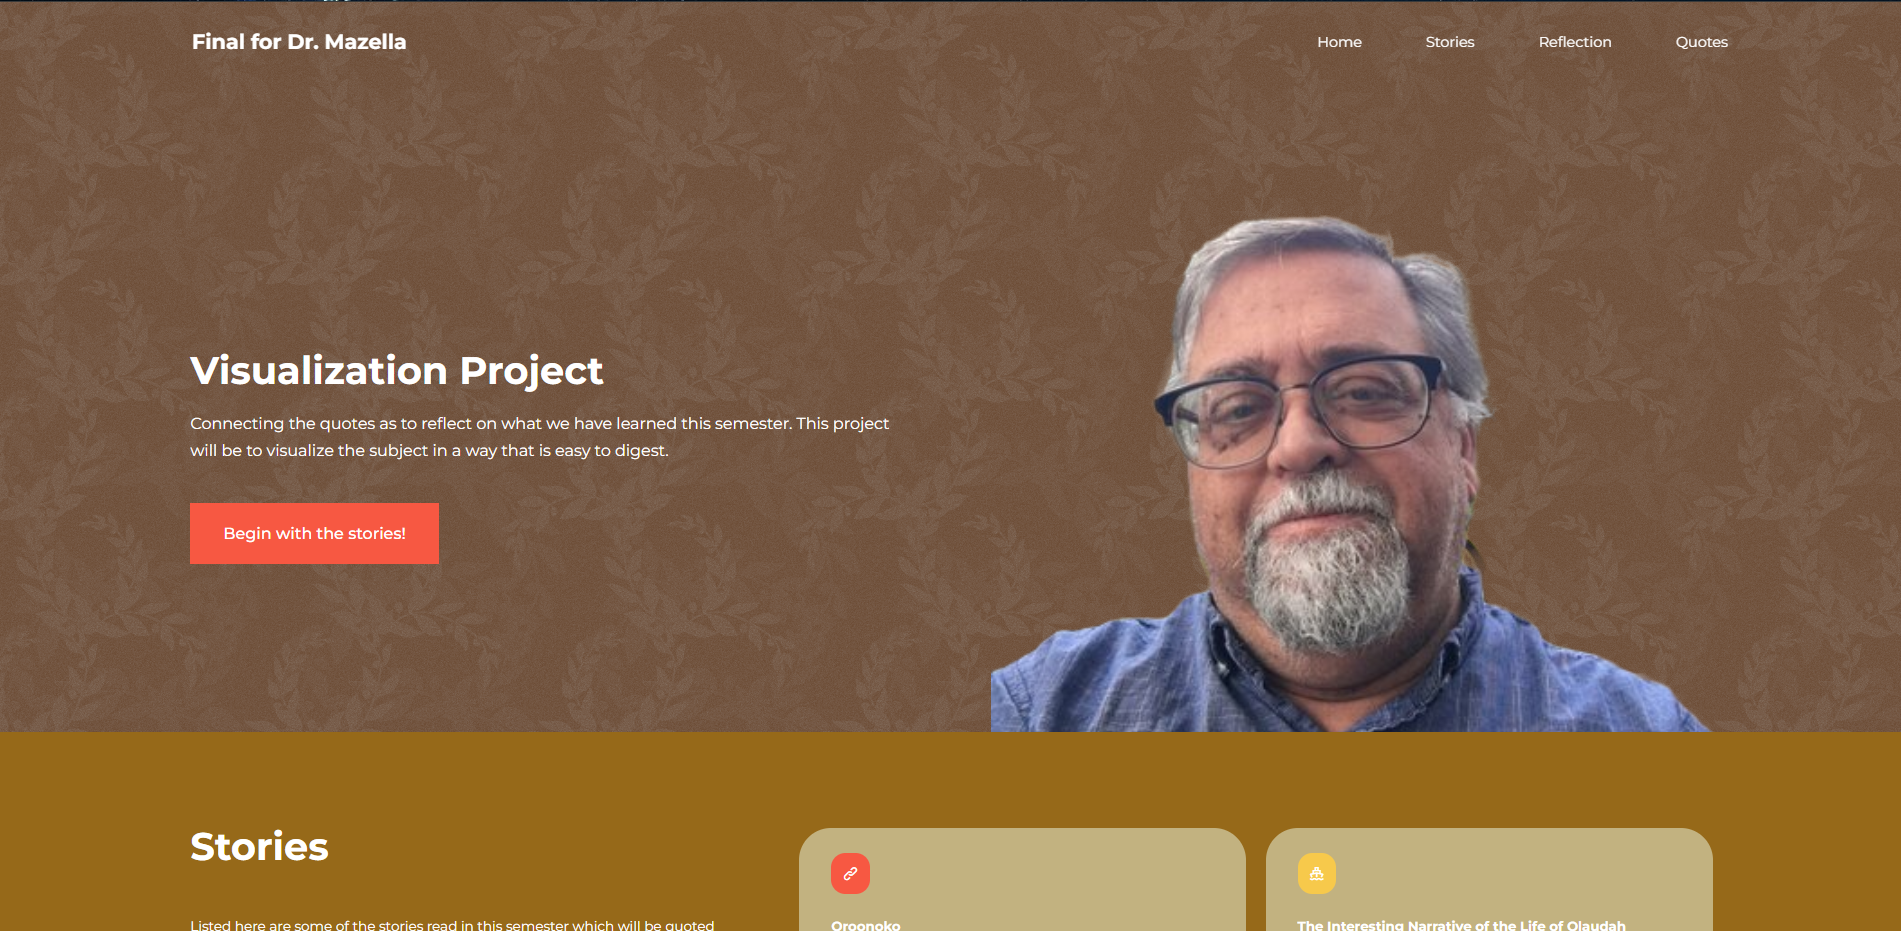 Final for Dr. Mazella
Home
Stories
Reflection
Quotes
Visualization Project
Connecting the quotes as to reflect on what we have learned this semester. This project
will be to visualize the subject in a way that is easy to digest.
Begin with the stories!
Stories
Listed here are some of the stories read in this semester which will be quoted
Oroonoko
The Interesting Narrative of the Life of Olaudah